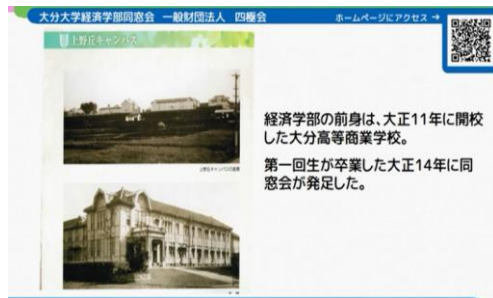 大分大学経済学部同窓会 一般財団法人 四極会
ホームページにアクセス →
上野丘キャンパス
経済学部の前身は、大正11年に開校
した大分高等商業学校。
第一回生が卒業した大正14年に同
窓会が発足した。